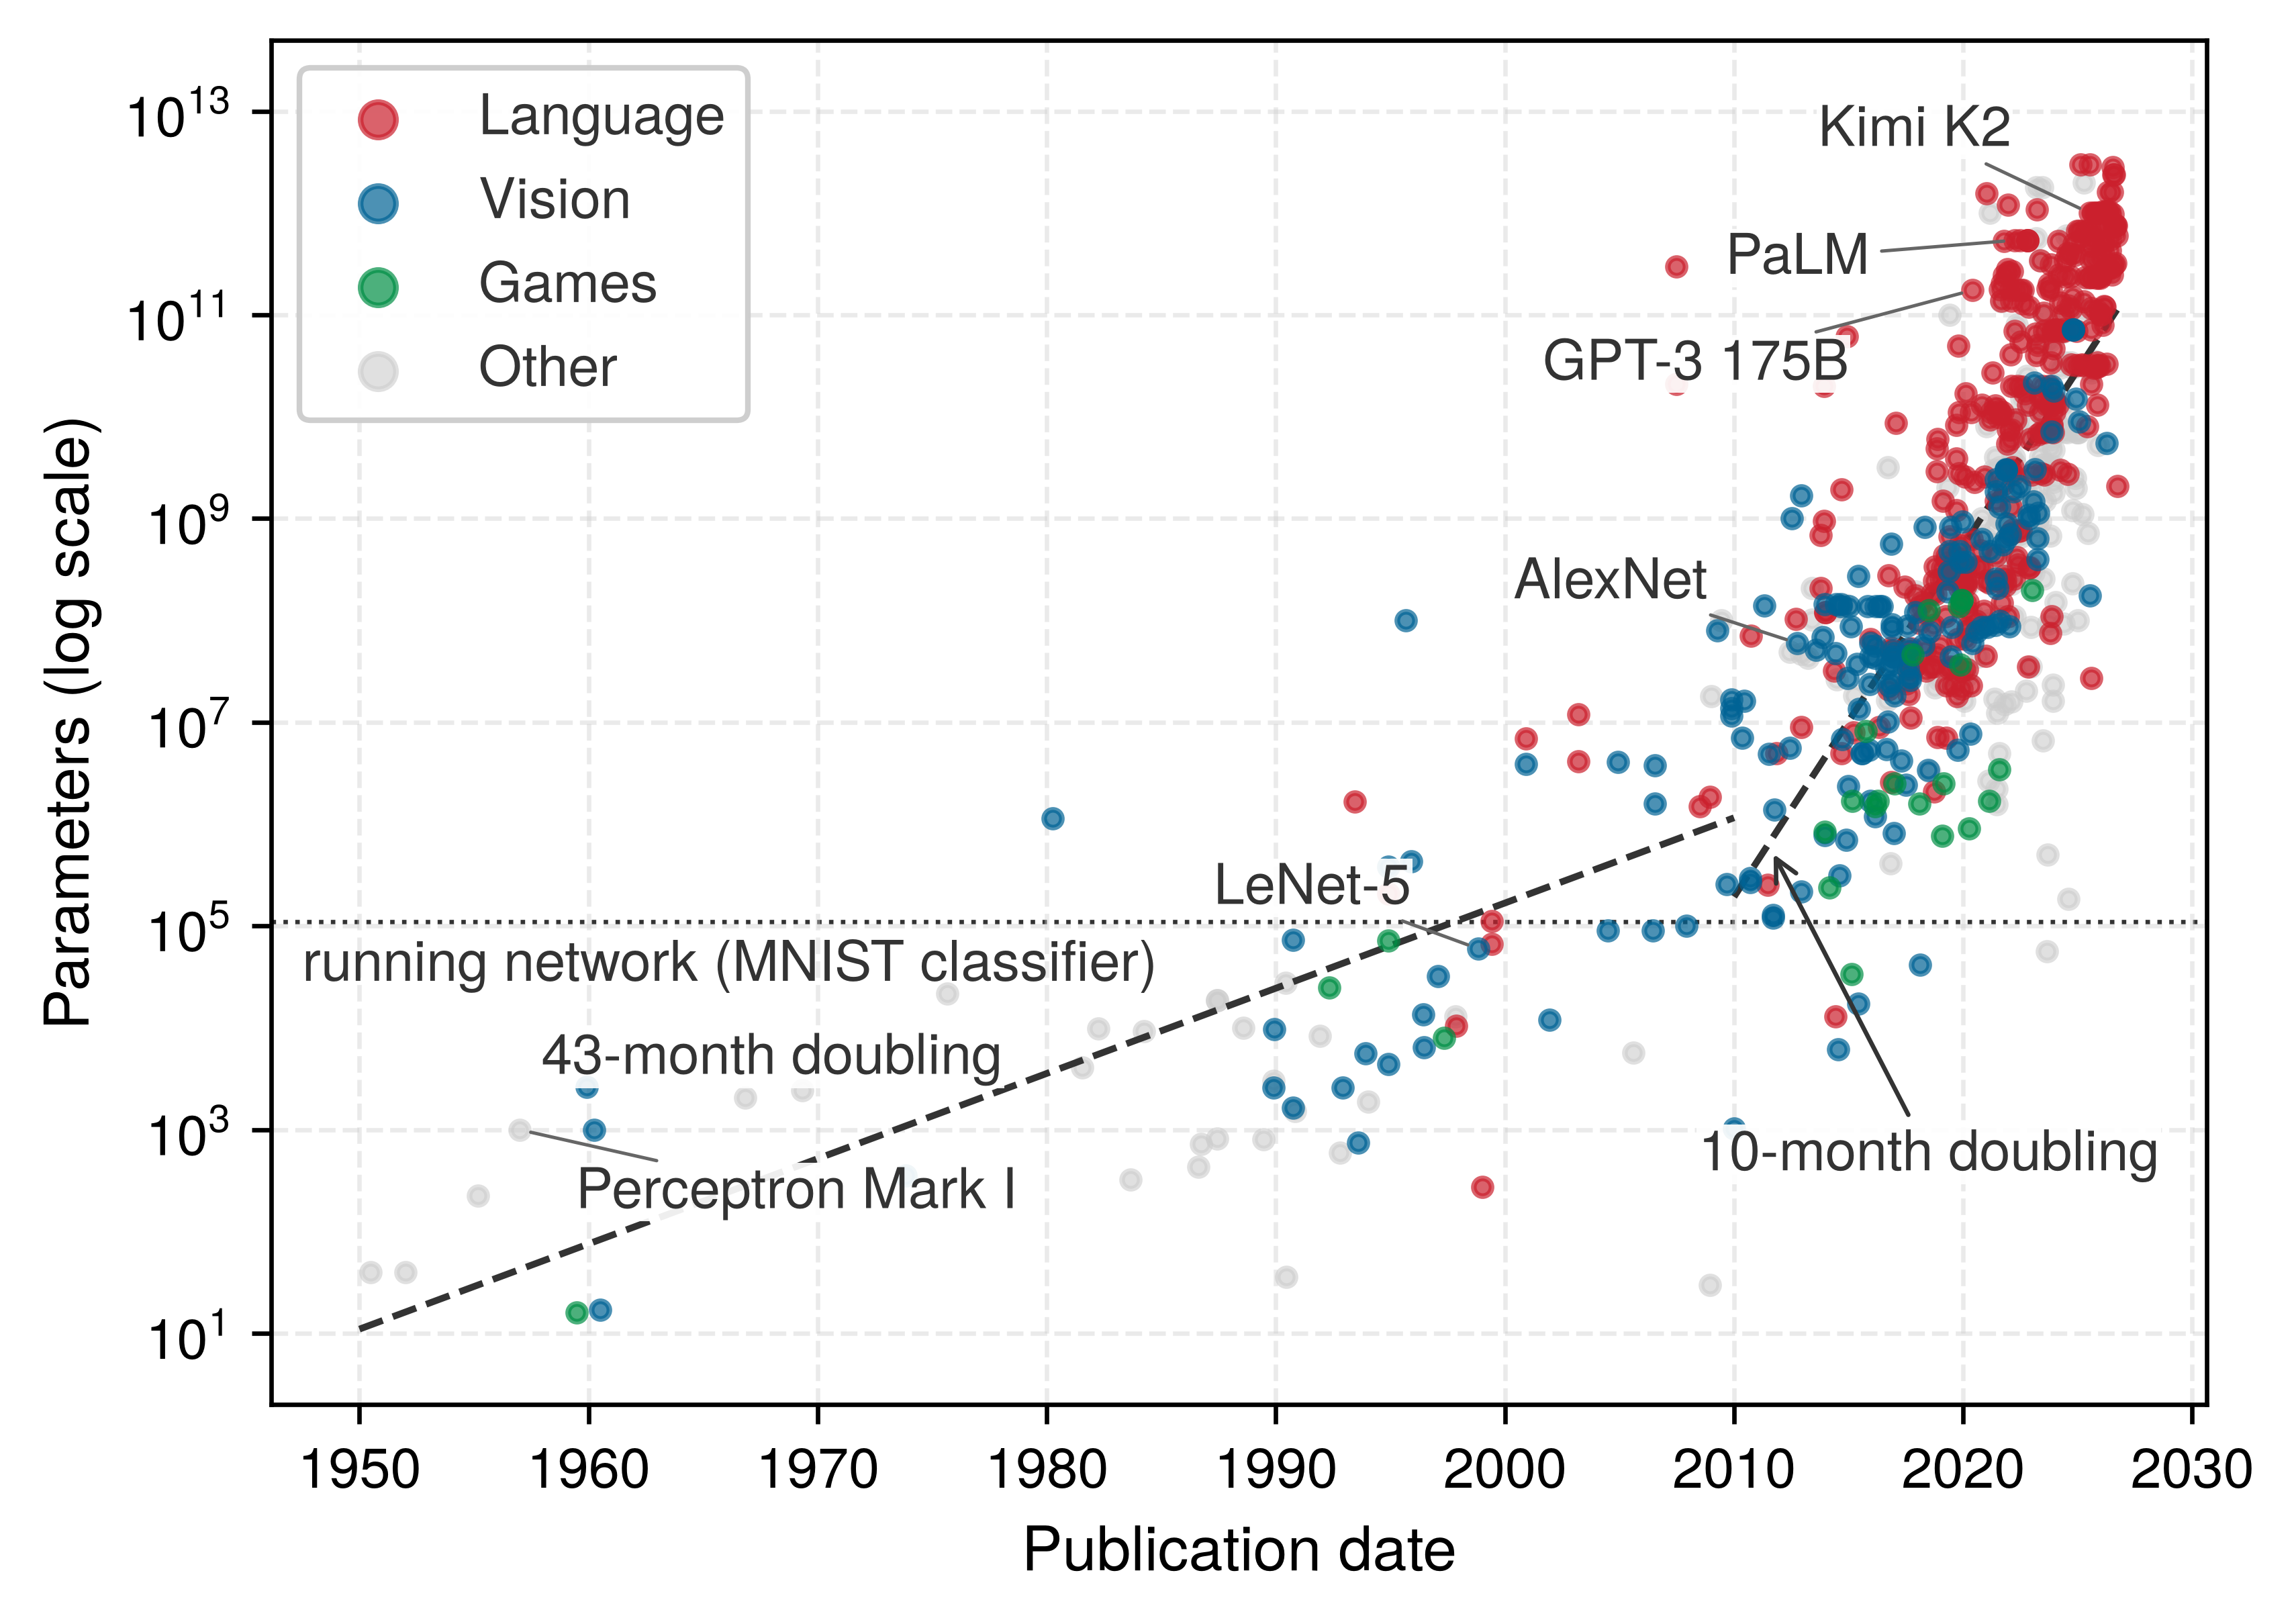 Language
Vision
Games
Other
Kimi K2
PaLM
GPT-3 175B
AlexNet
LeNet-5
running network (MNIST classifier)
43-month doubling
Perceptron Mark I
10-month doubling
Parameters (log scale)
10^13
10^11
10^9
10^7
10^5
10^3
10^1
1950 1960 1970 1980 1990 2000 2010 2020 2030
Publication date